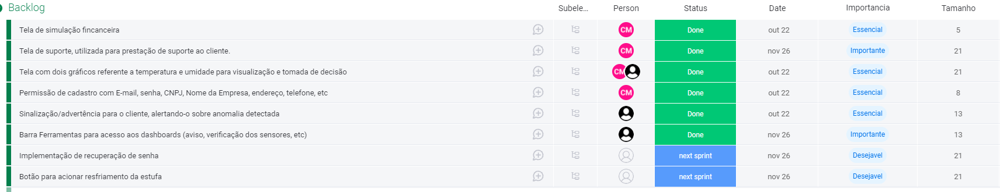 Backlog Subele... Person Status Date Importancia Tamanho
Tela de simulação fincanceira CM Done out 22 Essencial 5
Tela de suporte, utilizada para prestação de suporte ao cliente. CM Done nov 26 Importante 21
Tela com dois gráficos referente a temperatura e umidade para visualização e tomada de decisão CM Done out 22 Essencial 21
Permissão de cadastro com E-mail, senha, CNPJ, Nome da Empresa, endereço, telefone, etc CM Done out 22 Essencial 8
Sinalização/advertência para o cliente, alertando-o sobre anomalia detectada Done out 22 Essencial 13
Barra Ferramentas para acesso aos dashboards (aviso, verificação dos sensores, etc) Done nov 26 Importante 13
Implementação de recuperação de senha next sprint nov 26 Desejavel 21
Botão para acionar resfriamento da estufa next sprint nov 26 Desejavel 21